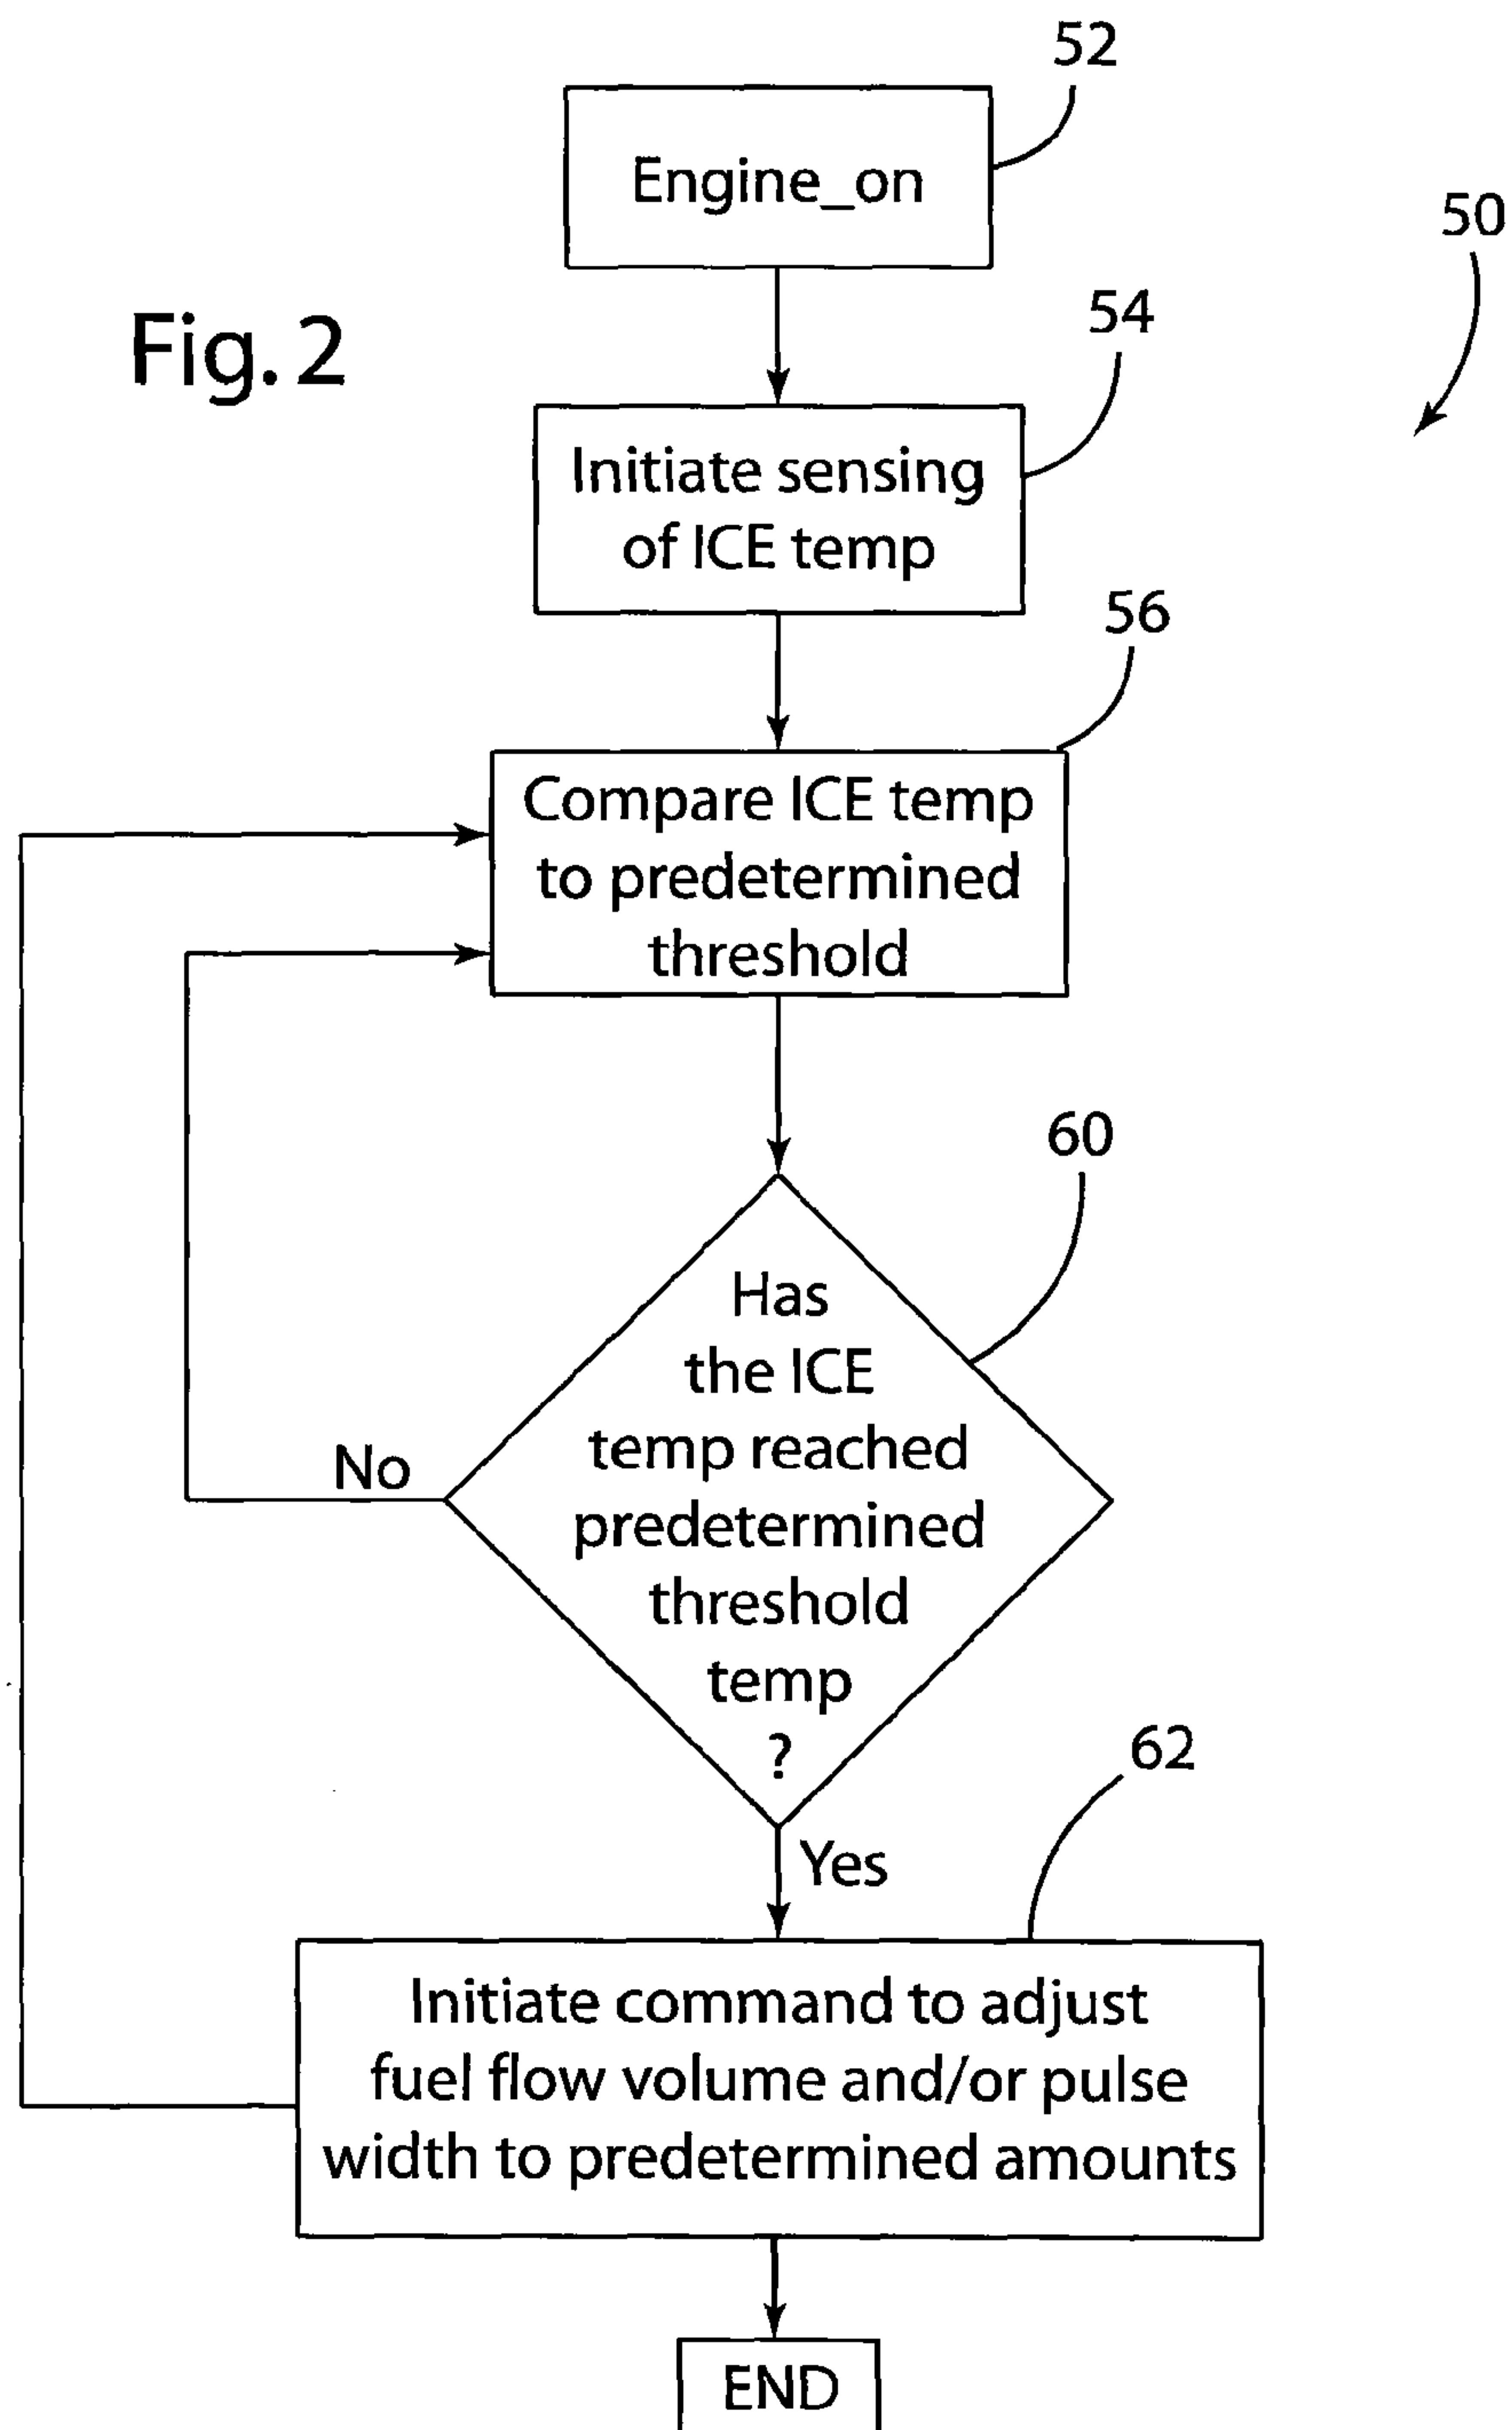 52
Engine_on
50
Fig. 2
54
Initiate sensing
of ICE temp
56
Compare ICE temp
to predetermined
threshold
60
Has
the ICE
temp reached
predetermined
threshold
temp
?
No
Yes
62
Initiate command to adjust
fuel flow volume and/or pulse
width to predetermined amounts
END